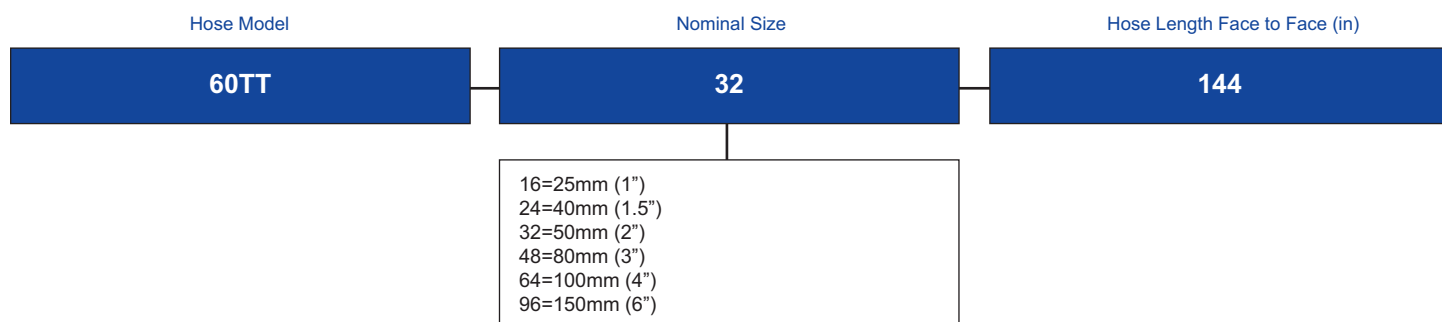 Hose Model
Nominal Size
Hose Length Face to Face (in)
60TT
32
144
16=25mm (1”)
24=40mm (1.5”)
32=50mm (2”)
48=80mm (3”)
64=100mm (4”)
96=150mm (6”)